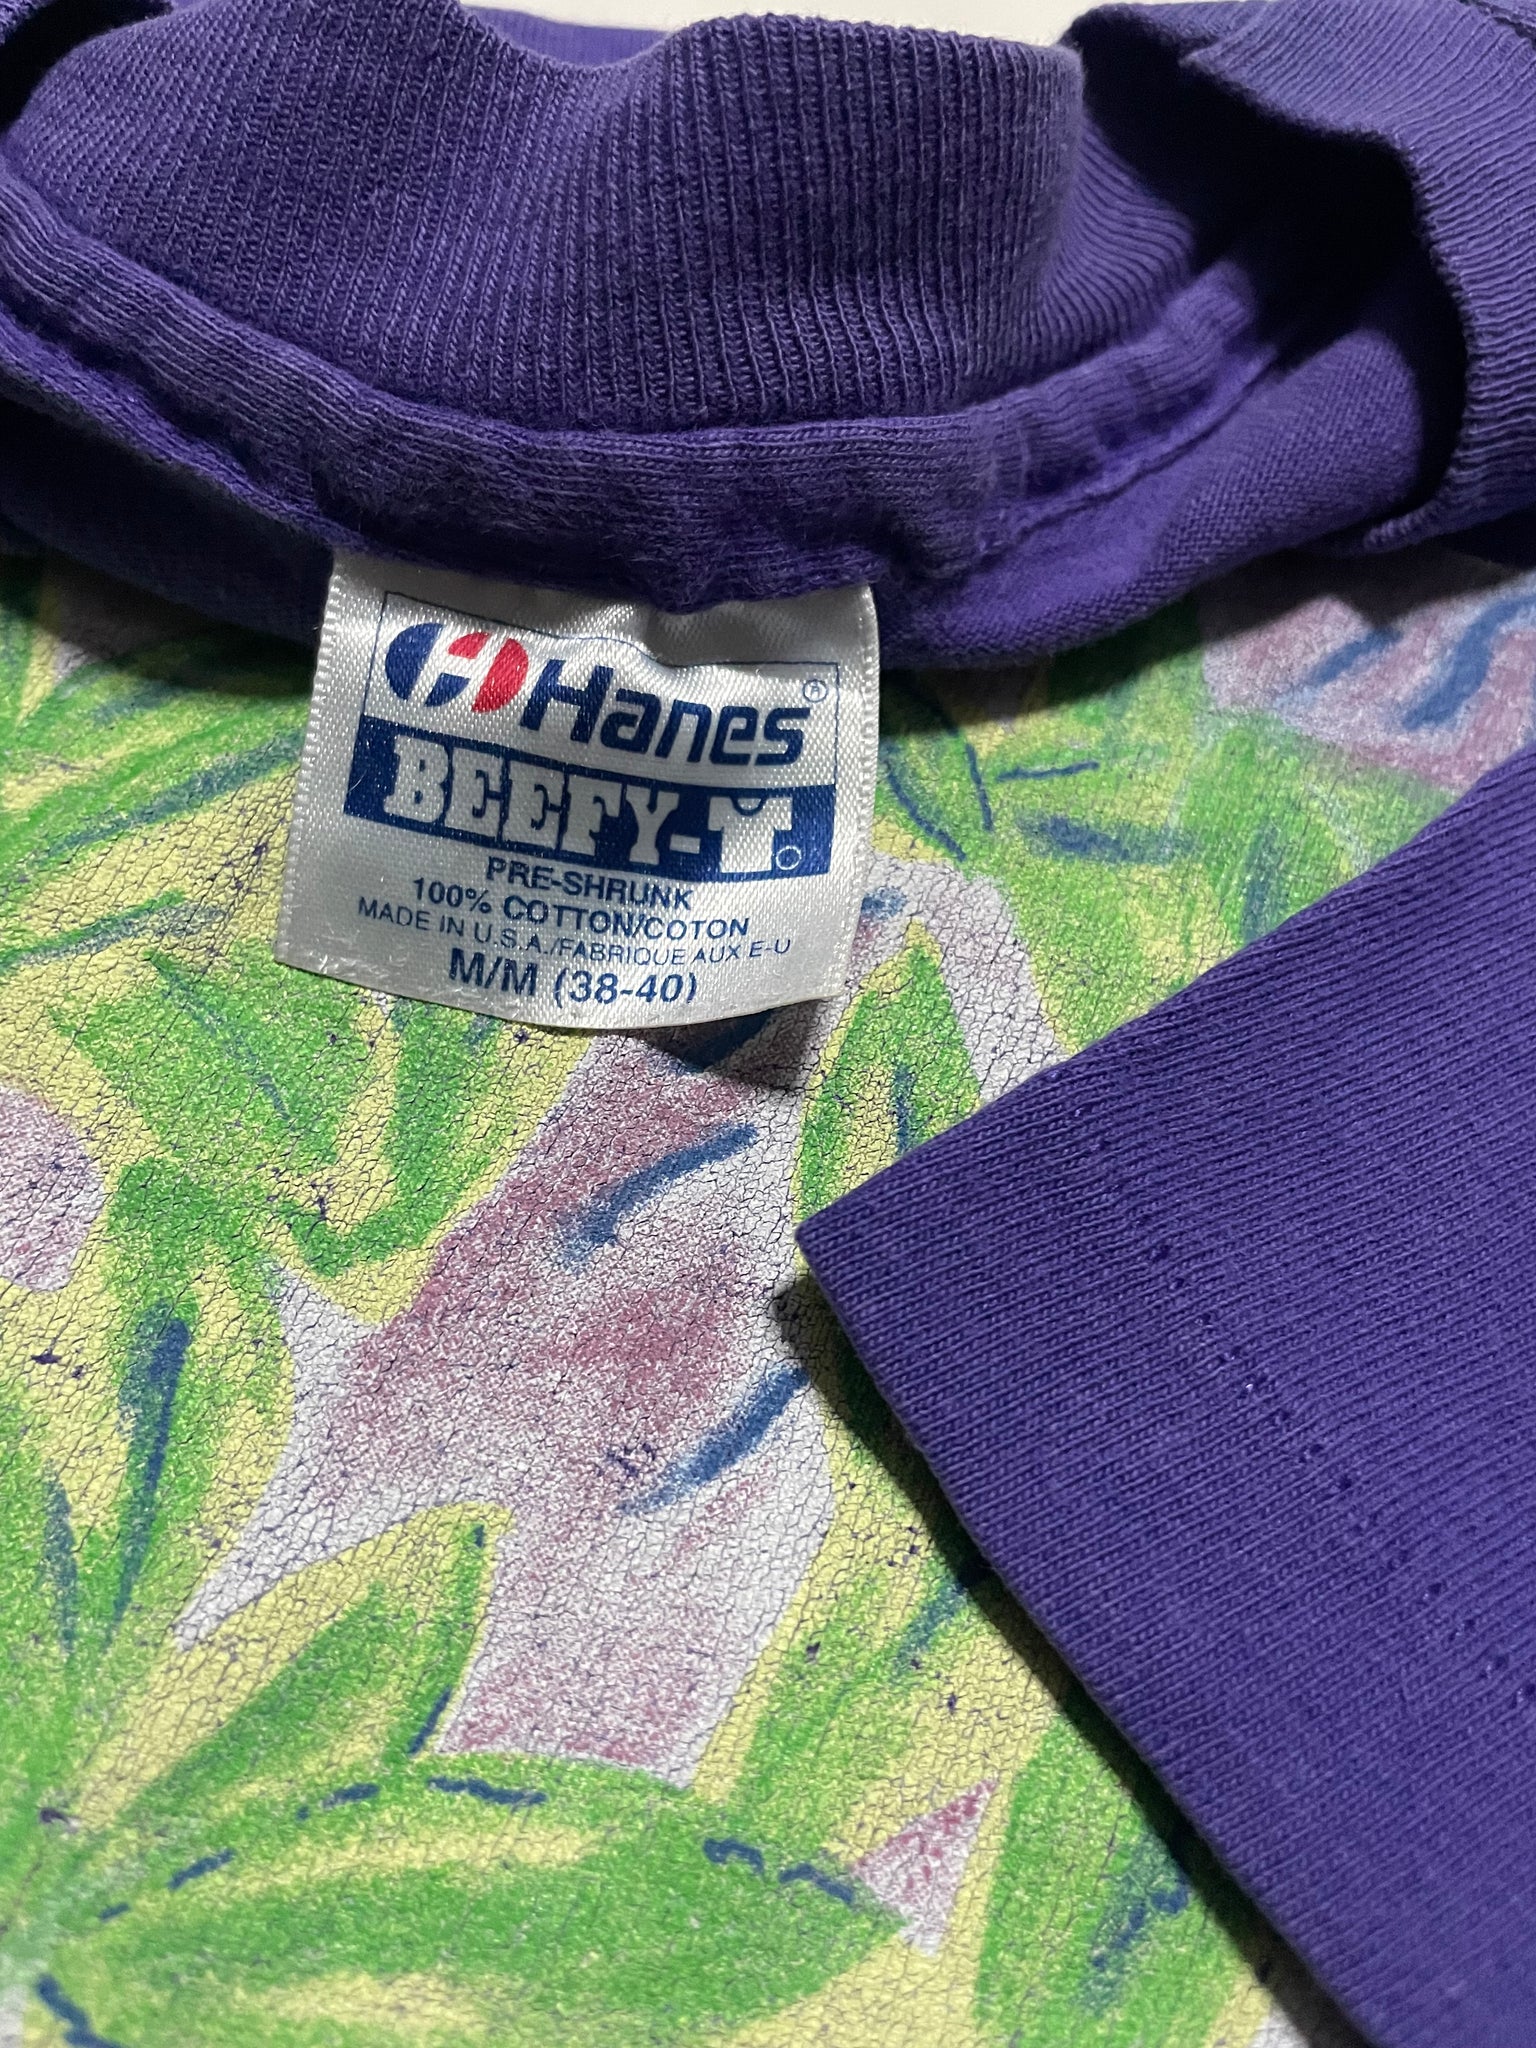 Hanes®
BEEFY-T
PRE-SHRUNK
100% COTTON/COTON
MADE IN U.S.A./FABRIQUE AUX E-U
M/M (38-40)